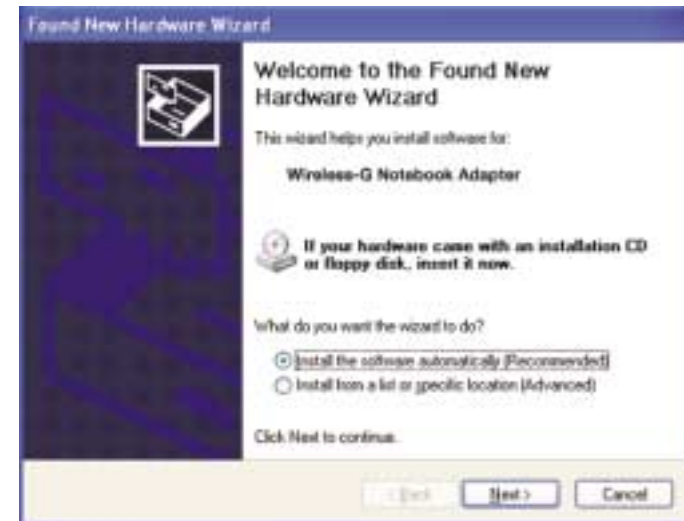 Found New Hardware Wizard
Welcome to the Found New
Hardware Wizard
This wizard helps you install software for:
Wireless-G Notebook Adapter
If your hardware came with an installation CD
or floppy disk, insert it now.
What do you want the wizard to do?
Install the software automatically (Recommended)
Install from a list or specific location (Advanced)
Click Next to continue.
< Back
Next >
Cancel